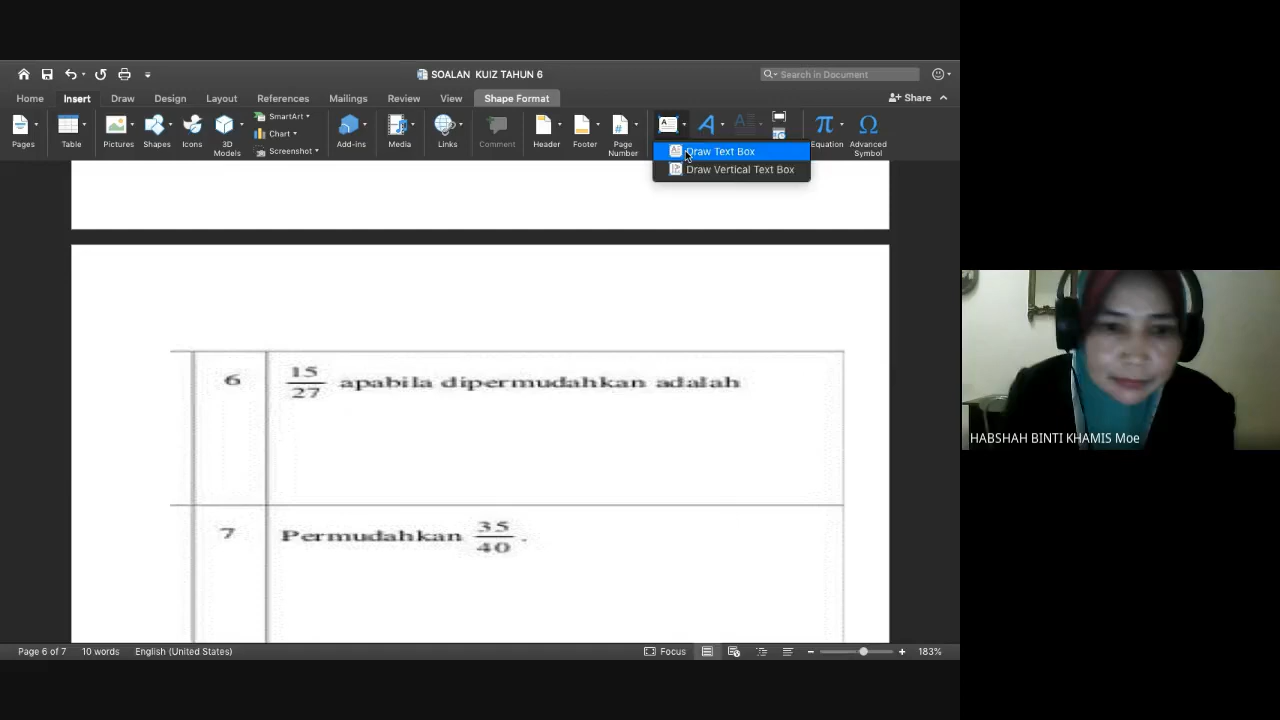 SOALAN KUIZ TAHUN 6
Search in Document
Home Insert Draw Design Layout References Mailings Review View Shape Format
Share
Pages
Table
Pictures
Shapes
Icons
3D Models
SmartArt
Chart
Screenshot
Add-ins
Media
Links
Comment
Header
Footer
Page Number
Equation
Advanced Symbol
Draw Text Box
Draw Vertical Text Box
6 15/27 apabila dipermudahkan adalah
7 Permudahkan 35/40 .
HABSHAH BINTI KHAMIS Moe
Page 6 of 7 10 words English (United States) Focus 183%